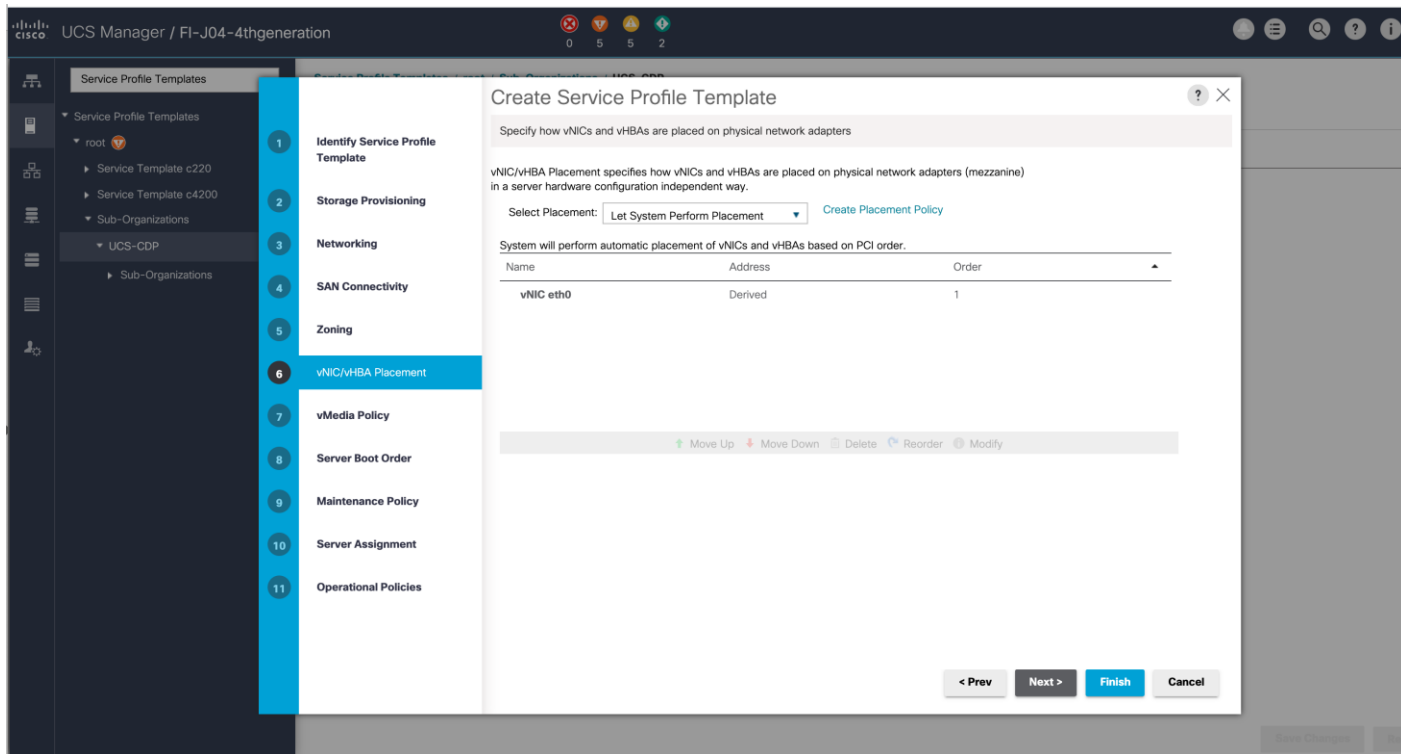 CISCO
UCS Manager / FI-J04-4thgeneration
0 5 5 2
Service Profile Templates
Service Profile Templates
root
Service Template c220
Service Template c4200
Sub-Organizations
UCS-CDP
Sub-Organizations
Create Service Profile Template
?
Specify how vNICs and vHBAs are placed on physical network adapters
1 Identify Service Profile
Template
2 Storage Provisioning
3 Networking
4 SAN Connectivity
5 Zoning
6 vNIC/vHBA Placement
7 vMedia Policy
8 Server Boot Order
9 Maintenance Policy
10 Server Assignment
11 Operational Policies
vNIC/vHBA Placement specifies how vNICs and vHBAs are placed on physical network adapters (mezzanine)
in a server hardware configuration independent way.
Select Placement: Let System Perform Placement Create Placement Policy
System will perform automatic placement of vNICs and vHBAs based on PCI order.
Name Address Order
vNIC eth0 Derived 1
Move Up Move Down Delete Reorder Modify
< Prev Next > Finish Cancel
Save Changes